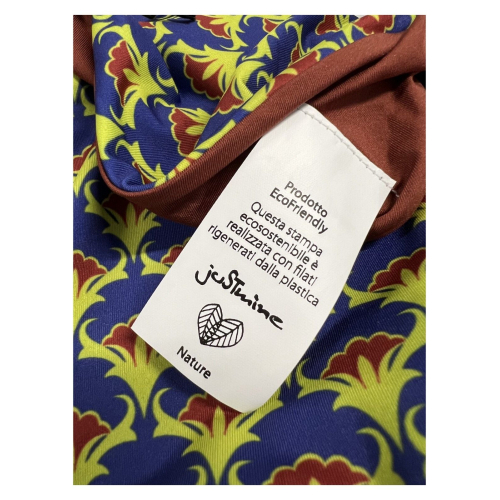 Prodotto
EcoFriendly
Questa stampa
ecosostenibile è
realizzata con filati
rigenerati dalla plastica
juSTmine
Nature